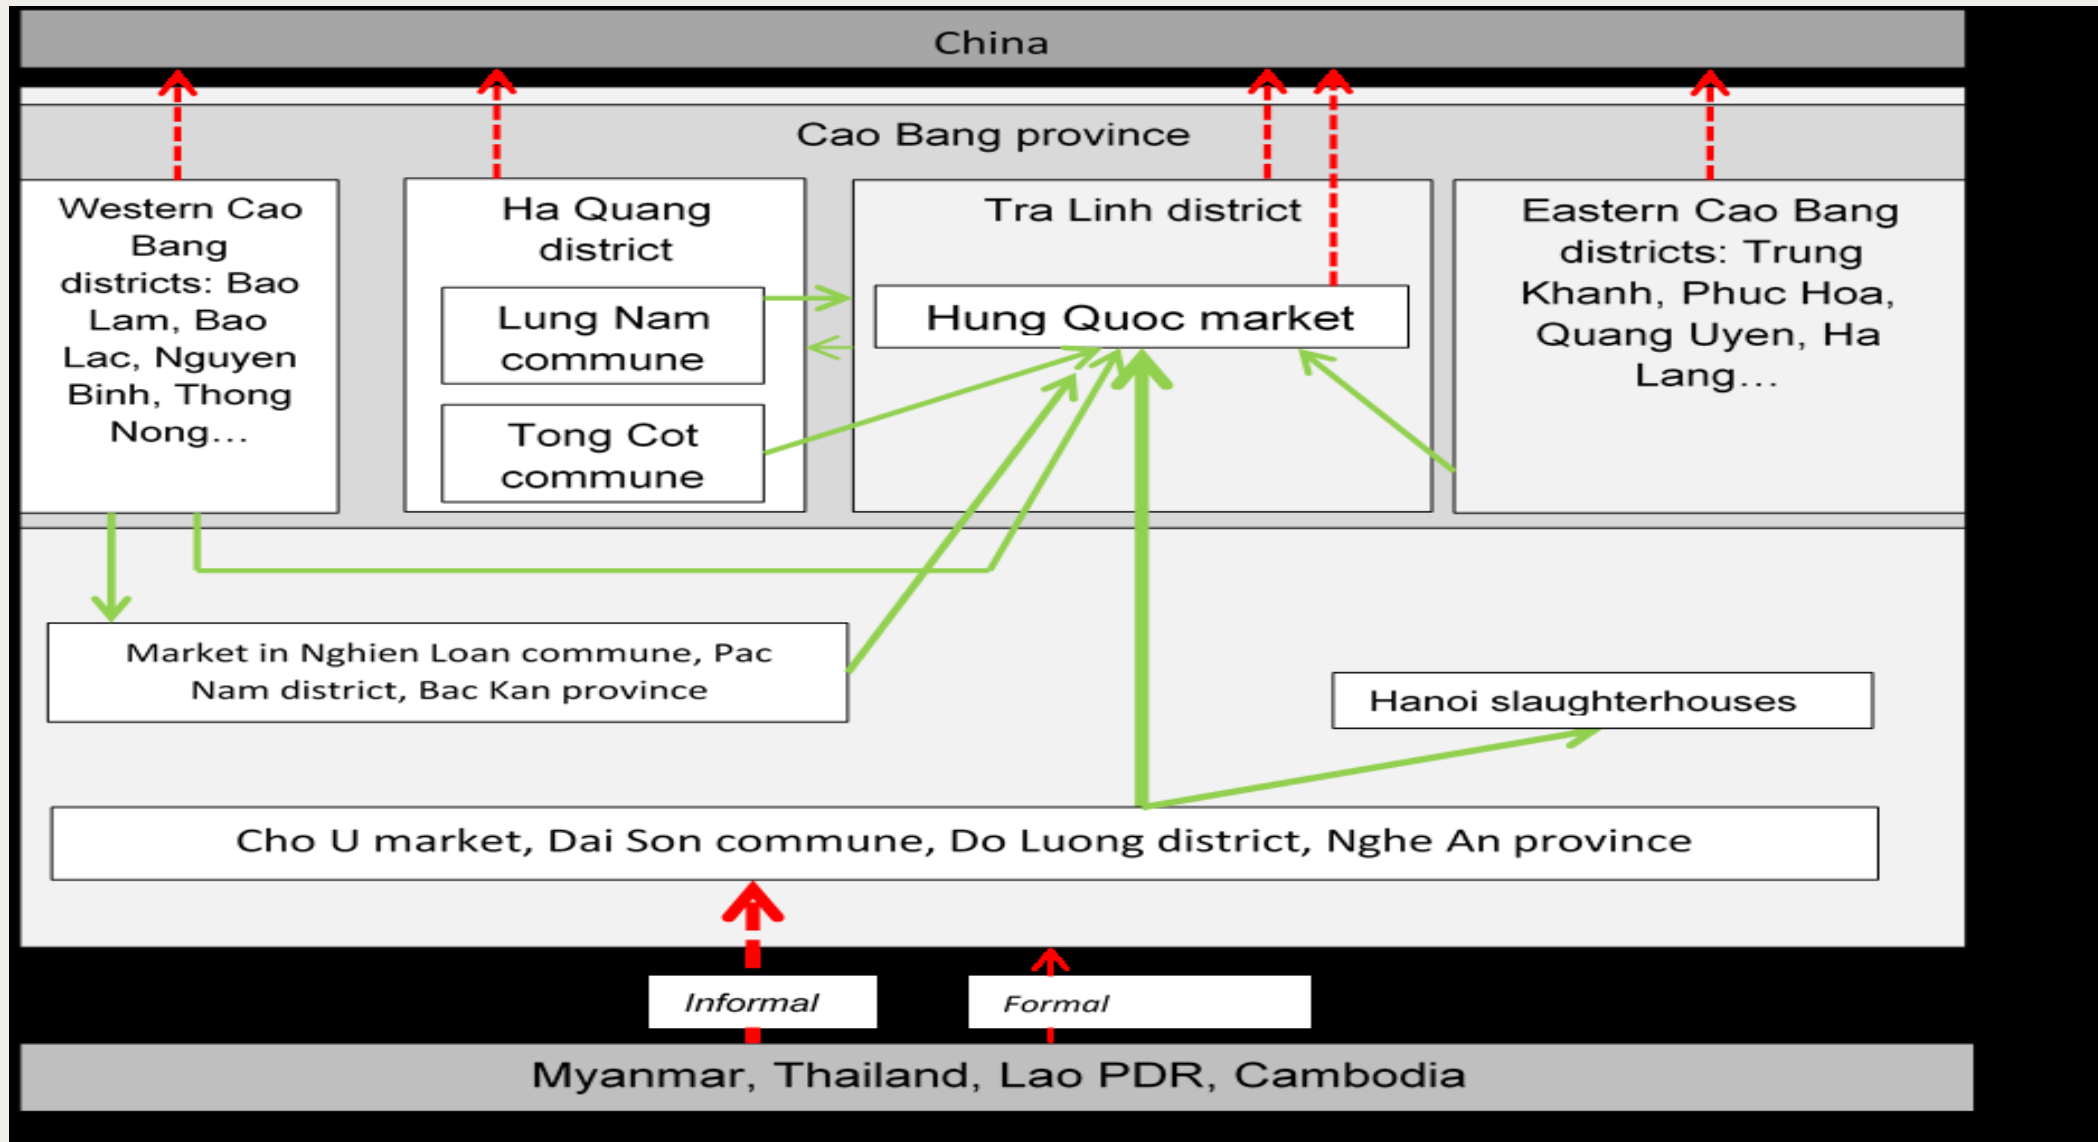 China
Cao Bang province
Western Cao
Bang
districts: Bao
Lam, Bao
Lac, Nguyen
Binh, Thong
Nong...
Ha Quang
district
Lung Nam
commune
Tong Cot
commune
Tra Linh district
Hung Quoc market
Eastern Cao Bang
districts: Trung
Khanh, Phuc Hoa,
Quang Uyen, Ha
Lang...
Market in Nghien Loan commune, Pac
Nam district, Bac Kan province
Hanoi slaughterhouses
Cho U market, Dai Son commune, Do Luong district, Nghe An province
Informal
Formal
Myanmar, Thailand, Lao PDR, Cambodia